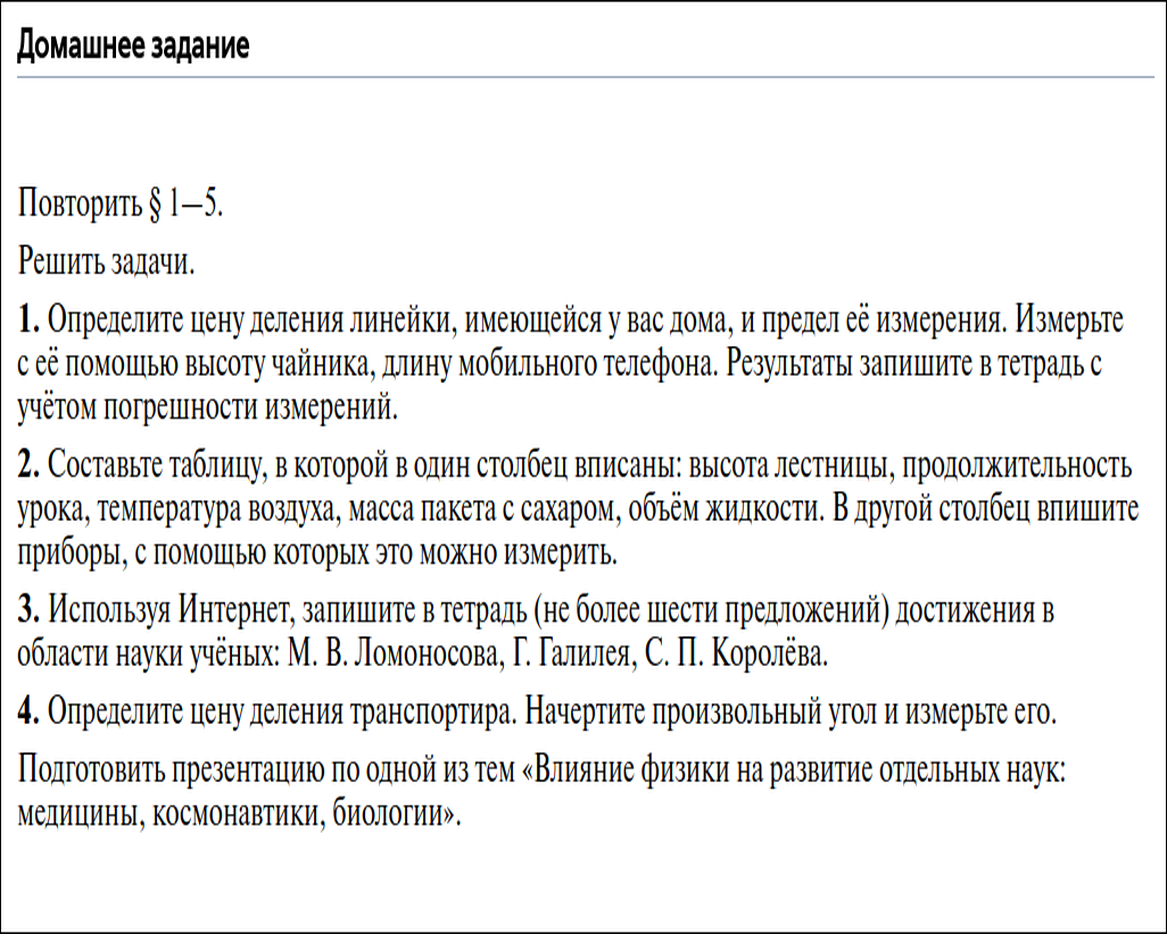 Домашнее задание
Повторить § 1—5.
Решить задачи.
1. Определите цену деления линейки, имеющейся у вас дома, и предел её измерения. Измерьте
с её помощью высоту чайника, длину мобильного телефона. Результаты запишите в тетрадь с
учётом погрешности измерений.
2. Составьте таблицу, в которой в один столбец вписаны: высота лестницы, продолжительность
урока, температура воздуха, масса пакета с сахаром, объём жидкости. В другой столбец впишите
приборы, с помощью которых это можно измерить.
3. Используя Интернет, запишите в тетрадь (не более шести предложений) достижения в
области науки учёных: М. В. Ломоносова, Г. Галилея, С. П. Королёва.
4. Определите цену деления транспортира. Начертите произвольный угол и измерьте его.
Подготовить презентацию по одной из тем «Влияние физики на развитие отдельных наук:
медицины, космонавтики, биологии».